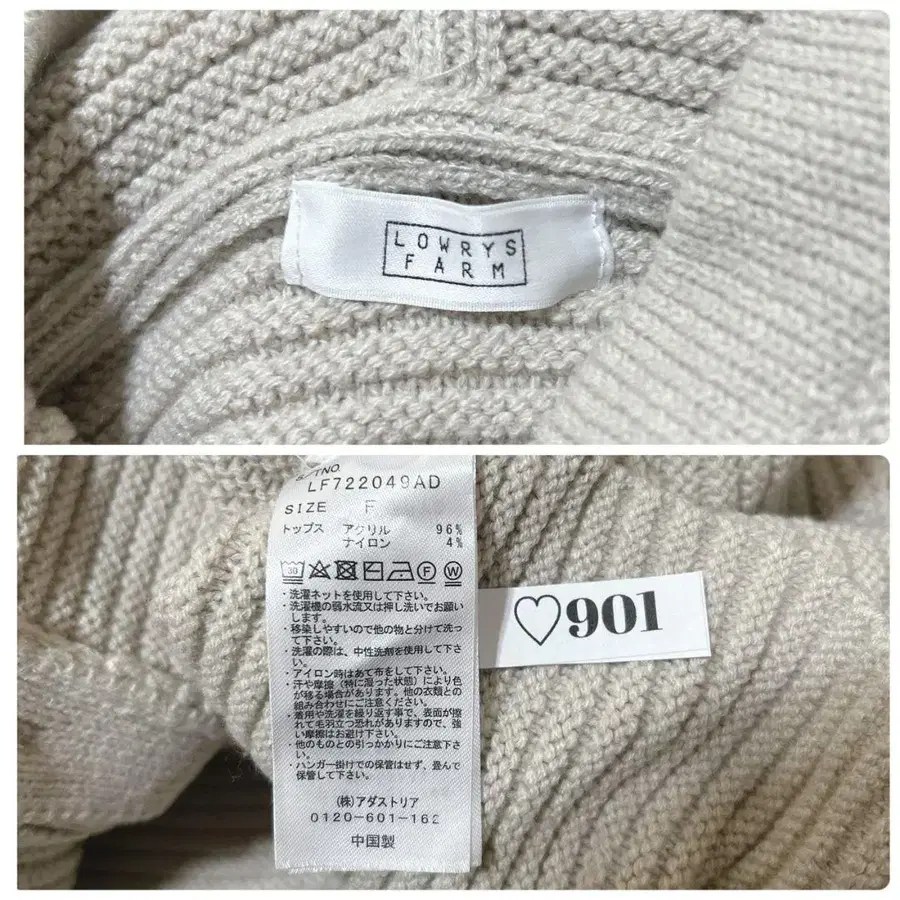 LOWRYS
FARM
LF722049AD
SIZE F
トップス アクリル 96%
ナイロン 4%
30
・洗濯ネットを使用して下さい。
・洗濯機の弱水流又は押し洗いでお願い
します。
・移染しやすいので他の物と分けて洗っ
て下さい。
・洗濯の際は、中性洗剤を使用して下さ
い。
・アイロン時はあて布をして下さい。
・汗や摩擦(特に湿った状態)により色
が移る場合があります。他の衣類との
組み合わせにご注意ください。
・着用や洗濯を繰り返す事で、表面が擦
れて毛羽立つ恐れがありますので、強
い摩擦はお避け下さい。
・他のものとの引っかかりにご注意下さ
い。
・ハンガー掛けでの保管はせず、畳んで
保管して下さい。
(株)アダストリア
0120-601-162
中国製
♡901